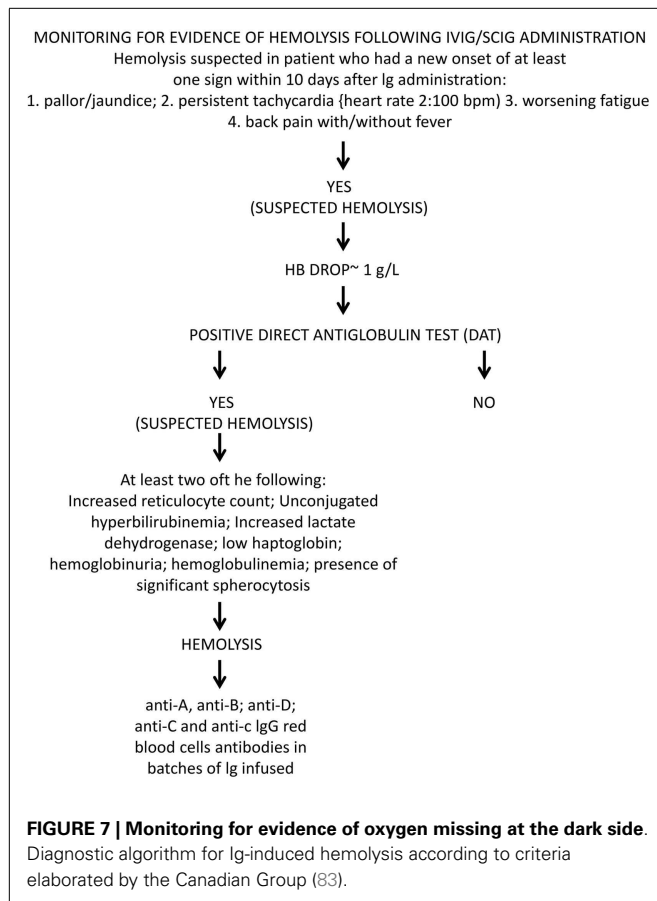 MONITORING FOR EVIDENCE OF HEMOLYSIS FOLLOWING IVIG/SCIG ADMINISTRATION
Hemolysis suspected in patient who had a new onset of at least
one sign within 10 days after Ig administration:
1. pallor/jaundice; 2. persistent tachycardia {heart rate 2:100 bpm) 3. worsening fatigue
4. back pain with/without fever
YES
(SUSPECTED HEMOLYSIS)
HB DROP~ 1 g/L
POSITIVE DIRECT ANTIGLOBULIN TEST (DAT)
YES
(SUSPECTED HEMOLYSIS)
NO
At least two oft he following:
Increased reticulocyte count; Unconjugated
hyperbilirubinemia; Increased lactate
dehydrogenase; low haptoglobin;
hemoglobinuria; hemoglobulinemia; presence of
significant spherocytosis
HEMOLYSIS
anti-A, anti-B; anti-D;
anti-C and anti-c IgG red
blood cells antibodies in
batches of Ig infused
FIGURE 7 | Monitoring for evidence of oxygen missing at the dark side.
Diagnostic algorithm for Ig-induced hemolysis according to criteria
elaborated by the Canadian Group (83).